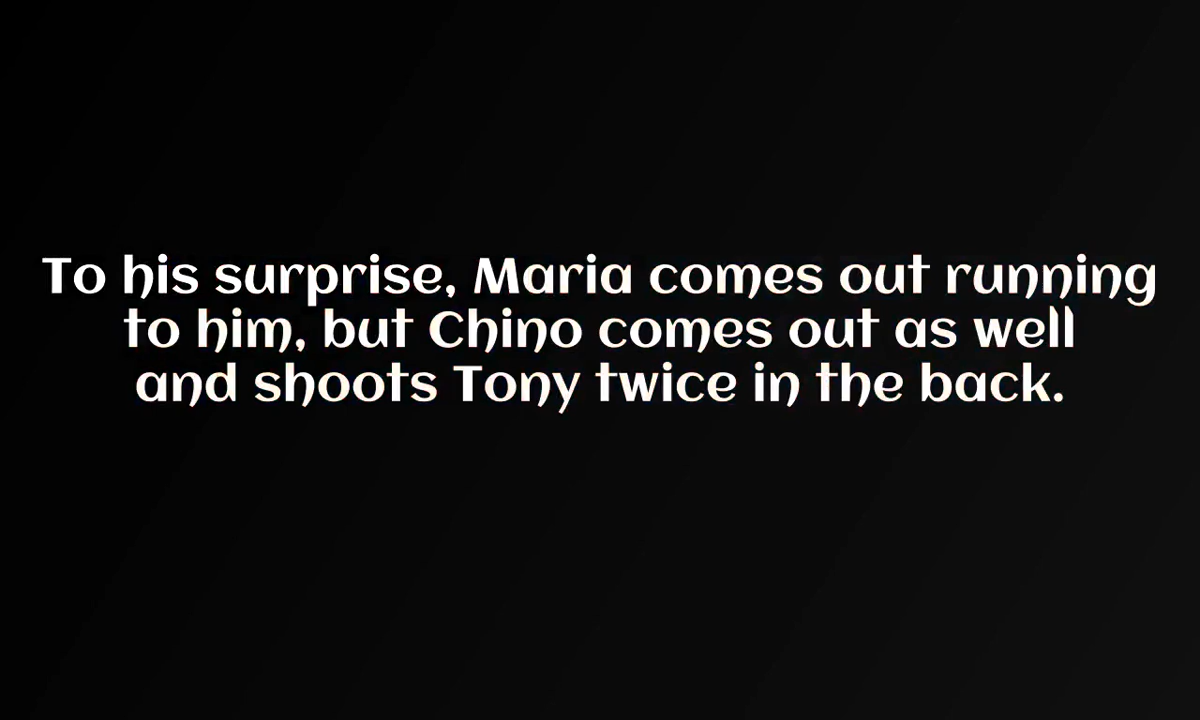 To his surprise, Maria comes out running
to him, but Chino comes out as well
and shoots Tony twice in the back.